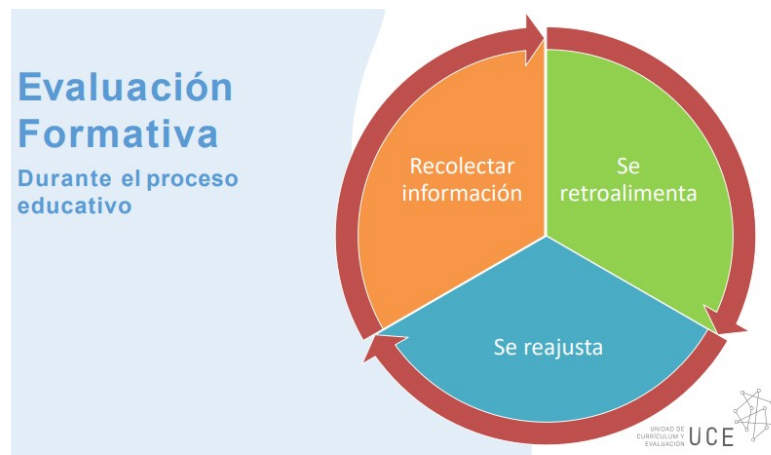 Evaluación
Formativa
Durante el proceso
educativo
Recolectar
información
Se
retroalimenta
Se reajusta
UNIDAD DE
CURRÍCULUM Y
EVALUACIÓN
UCE